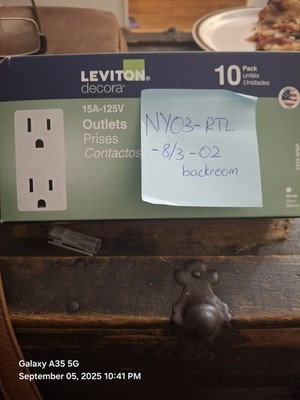 LEVITON®
decora®
10 Pack
unités
Unidades
15A-125V
Outlets
Prises
Contactos
NY03-RTL
-8/3-02
backroom
White
Galaxy A35 5G
September 05, 2025 10:41 PM